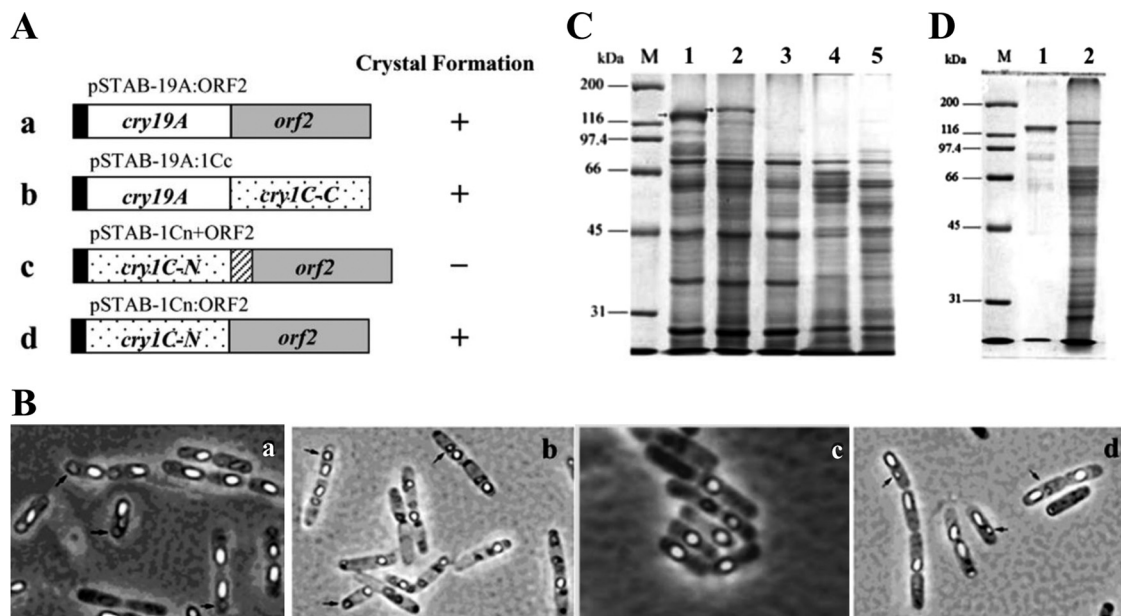 A
Crystal Formation
pSTAB-19A:ORF2
a cry19A orf2 +
pSTAB-19A:1Cc
b cry19A cry1C-C +
pSTAB-1Cn+ORF2
c cry1C-N orf2 −
pSTAB-1Cn:ORF2
d cry1C-N orf2 +
C
kDa M 1 2 3 4 5
200
116
97.4
66
45
31
D
kDa M 1 2
200
116
97.4
66
45
31
B
a
b
c
d